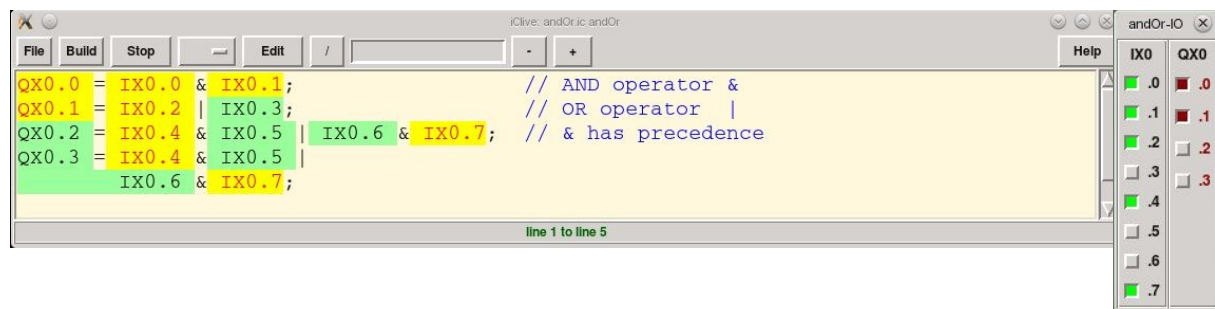 iClive: andOr.ic andOr
File Build Stop Edit / - + Help
QX0.0 = IX0.0 & IX0.1; // AND operator &
QX0.1 = IX0.2 | IX0.3; // OR operator |
QX0.2 = IX0.4 & IX0.5 | IX0.6 & IX0.7; // & has precedence
QX0.3 = IX0.4 & IX0.5 |
IX0.6 & IX0.7;
line 1 to line 5
andOr-IO
IX0 QX0
.0 .0
.1 .1
.2 .2
.3 .3
.4
.5
.6
.7